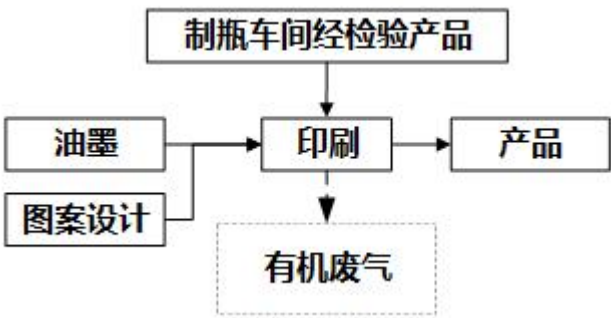 制瓶车间经检验产品
油墨
印刷
产品
图案设计
有机废气